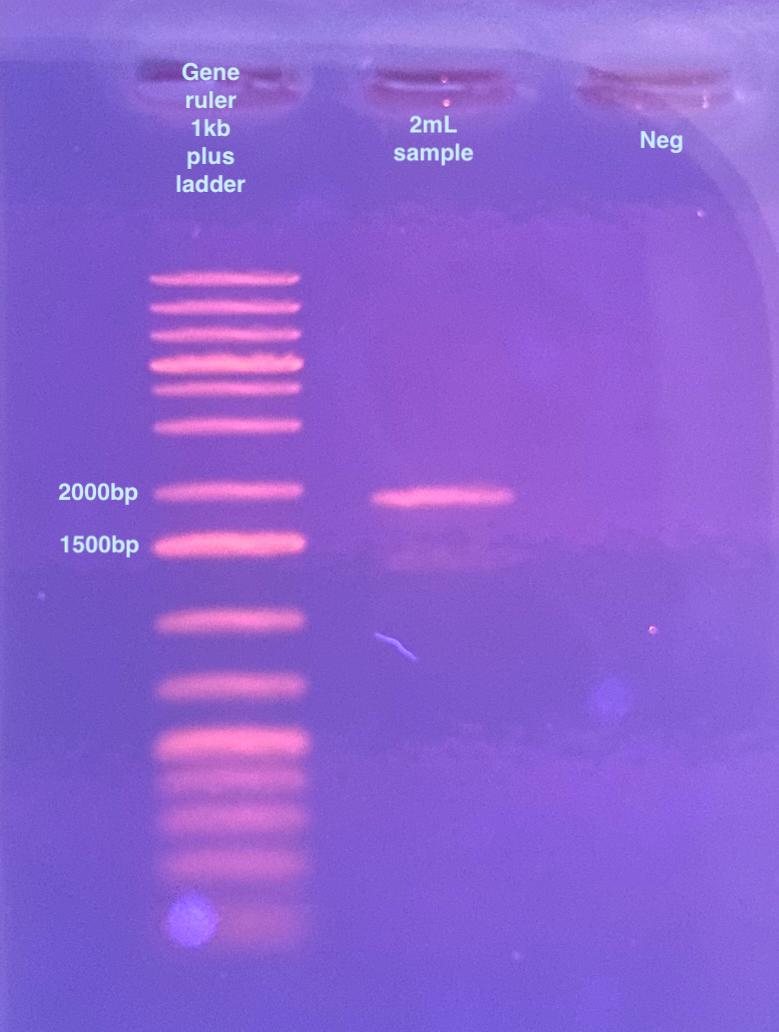 Gene
ruler
1kb
plus
ladder
2mL
sample
Neg
2000bp
1500bp